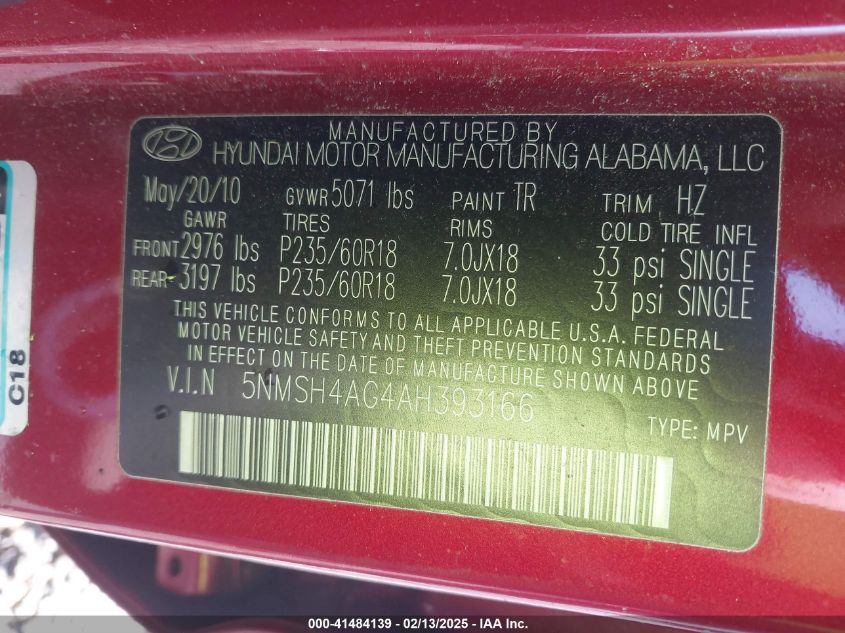 MANUFACTURED BY
HYUNDAI MOTOR MANUFACTURING ALABAMA, LLC
May/20/10 GVWR 5071 lbs PAINT TR TRIM HZ
GAWR TIRES RIMS COLD TIRE INFL
FRONT 2976 lbs P235/60R18 7.0JX18 33 psi SINGLE
REAR 3197 lbs P235/60R18 7.0JX18 33 psi SINGLE
THIS VEHICLE CONFORMS TO ALL APPLICABLE U.S.A. FEDERAL
MOTOR VEHICLE SAFETY AND THEFT PREVENTION STANDARDS
IN EFFECT ON THE DATE OF MANUFACTURE SHOWN ABOVE.
V.I.N 5NMSH4AG4AH393166
TYPE: MPV
C18
000-41484139 - 02/13/2025 - IAA Inc.